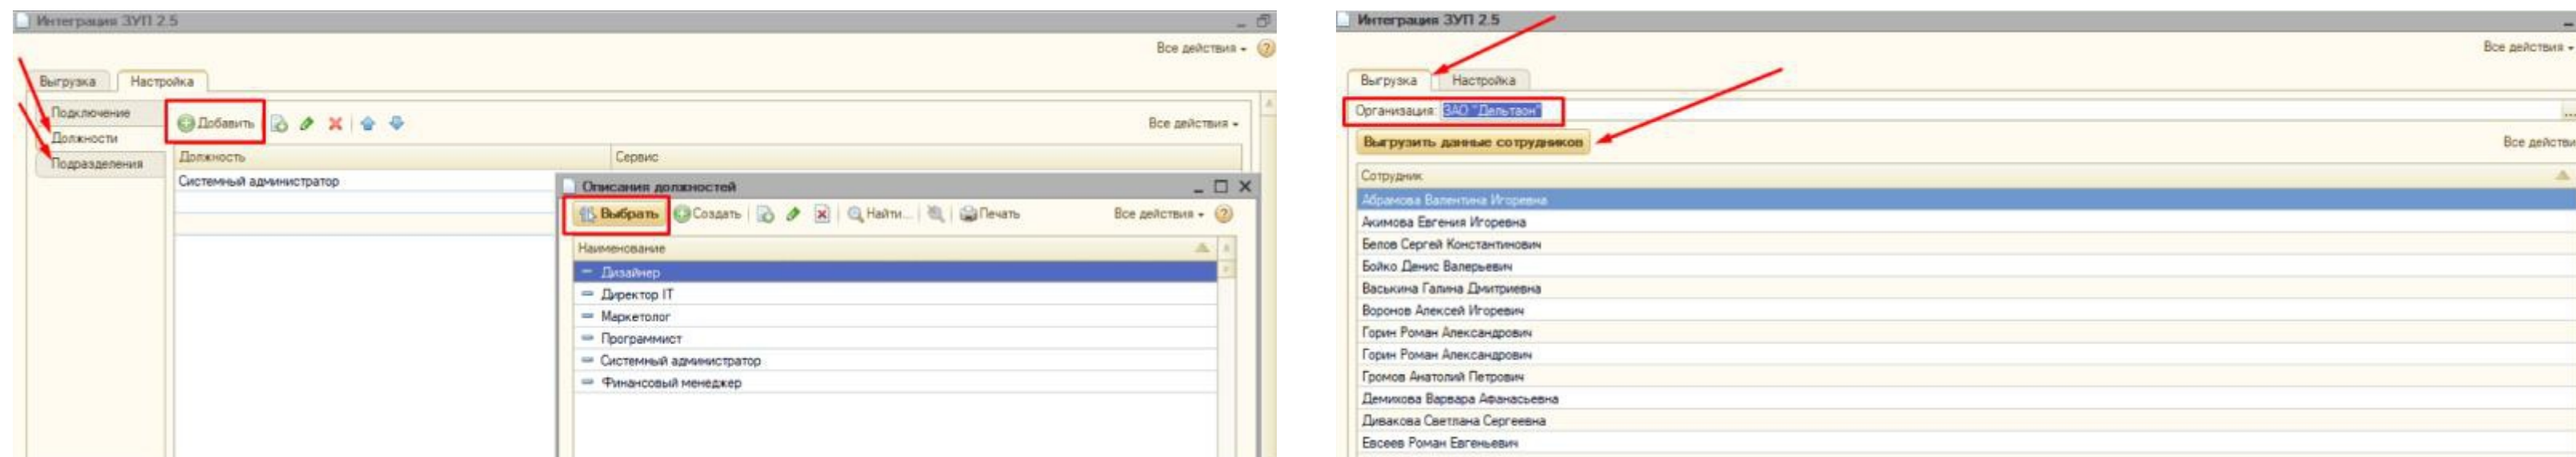 Интеграция ЗУП 2.5
Все действия
Выгрузка Настройка
Подключение
Должности
Подразделения
Добавить Все действия
Должность Сервис
Системный администратор
Описания должностей
Выбрать Создать Найти... Печать Все действия
Наименование
Дизайнер
Директор IT
Маркетолог
Программист
Системный администратор
Финансовый менеджер
Интеграция ЗУП 2.5
Все действия
Выгрузка Настройка
Организация: ЗАО "Дельтаон" ...
Выгрузить данные сотрудников Все действи
Сотрудник
Абрамова Валентина Игоревна
Акимова Евгения Игоревна
Белов Сергей Константинович
Бойко Денис Валерьевич
Васькина Галина Дмитриевна
Воронов Алексей Игоревич
Горин Роман Александрович
Горин Роман Александрович
Громов Анатолий Петрович
Демихова Варвара Афанасьевна
Дивакова Светлана Сергеевна
Евсеев Роман Евгеньевич